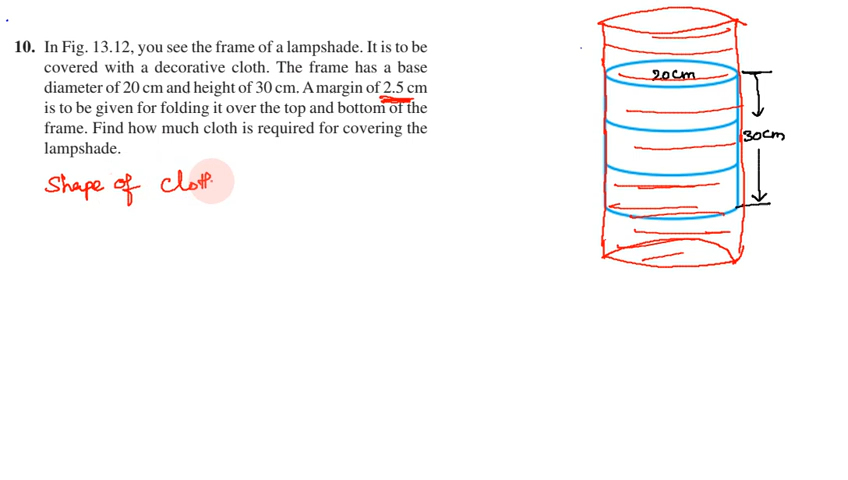 10. In Fig. 13.12, you see the frame of a lampshade. It is to be
covered with a decorative cloth. The frame has a base
diameter of 20 cm and height of 30 cm. A margin of 2.5 cm
is to be given for folding it over the top and bottom of the
frame. Find how much cloth is required for covering the
lampshade.
Shape of Cloth
20cm
30cm